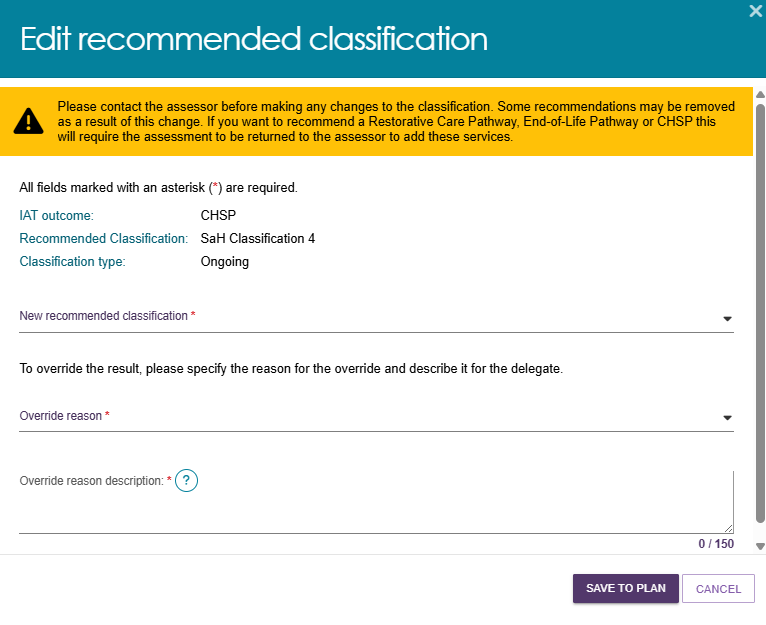 Edit recommended classification
Please contact the assessor before making any changes to the classification. Some recommendations may be removed
as a result of this change. If you want to recommend a Restorative Care Pathway, End-of-Life Pathway or CHSP this
will require the assessment to be returned to the assessor to add these services.
All fields marked with an asterisk (*) are required.
IAT outcome: CHSP
Recommended Classification: SaH Classification 4
Classification type: Ongoing
New recommended classification *
To override the result, please specify the reason for the override and describe it for the delegate.
Override reason *
Override reason description: * ?
0 / 150
SAVE TO PLAN CANCEL